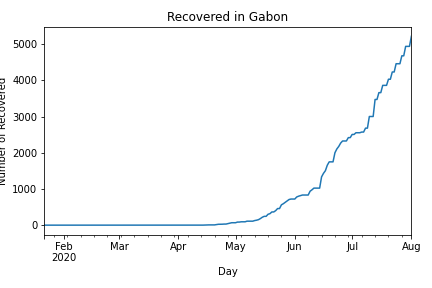 Recovered in Gabon
Number of Recovered
5000
4000
3000
2000
1000
0
Feb
2020
Mar
Apr
May
Jun
Jul
Aug
Day